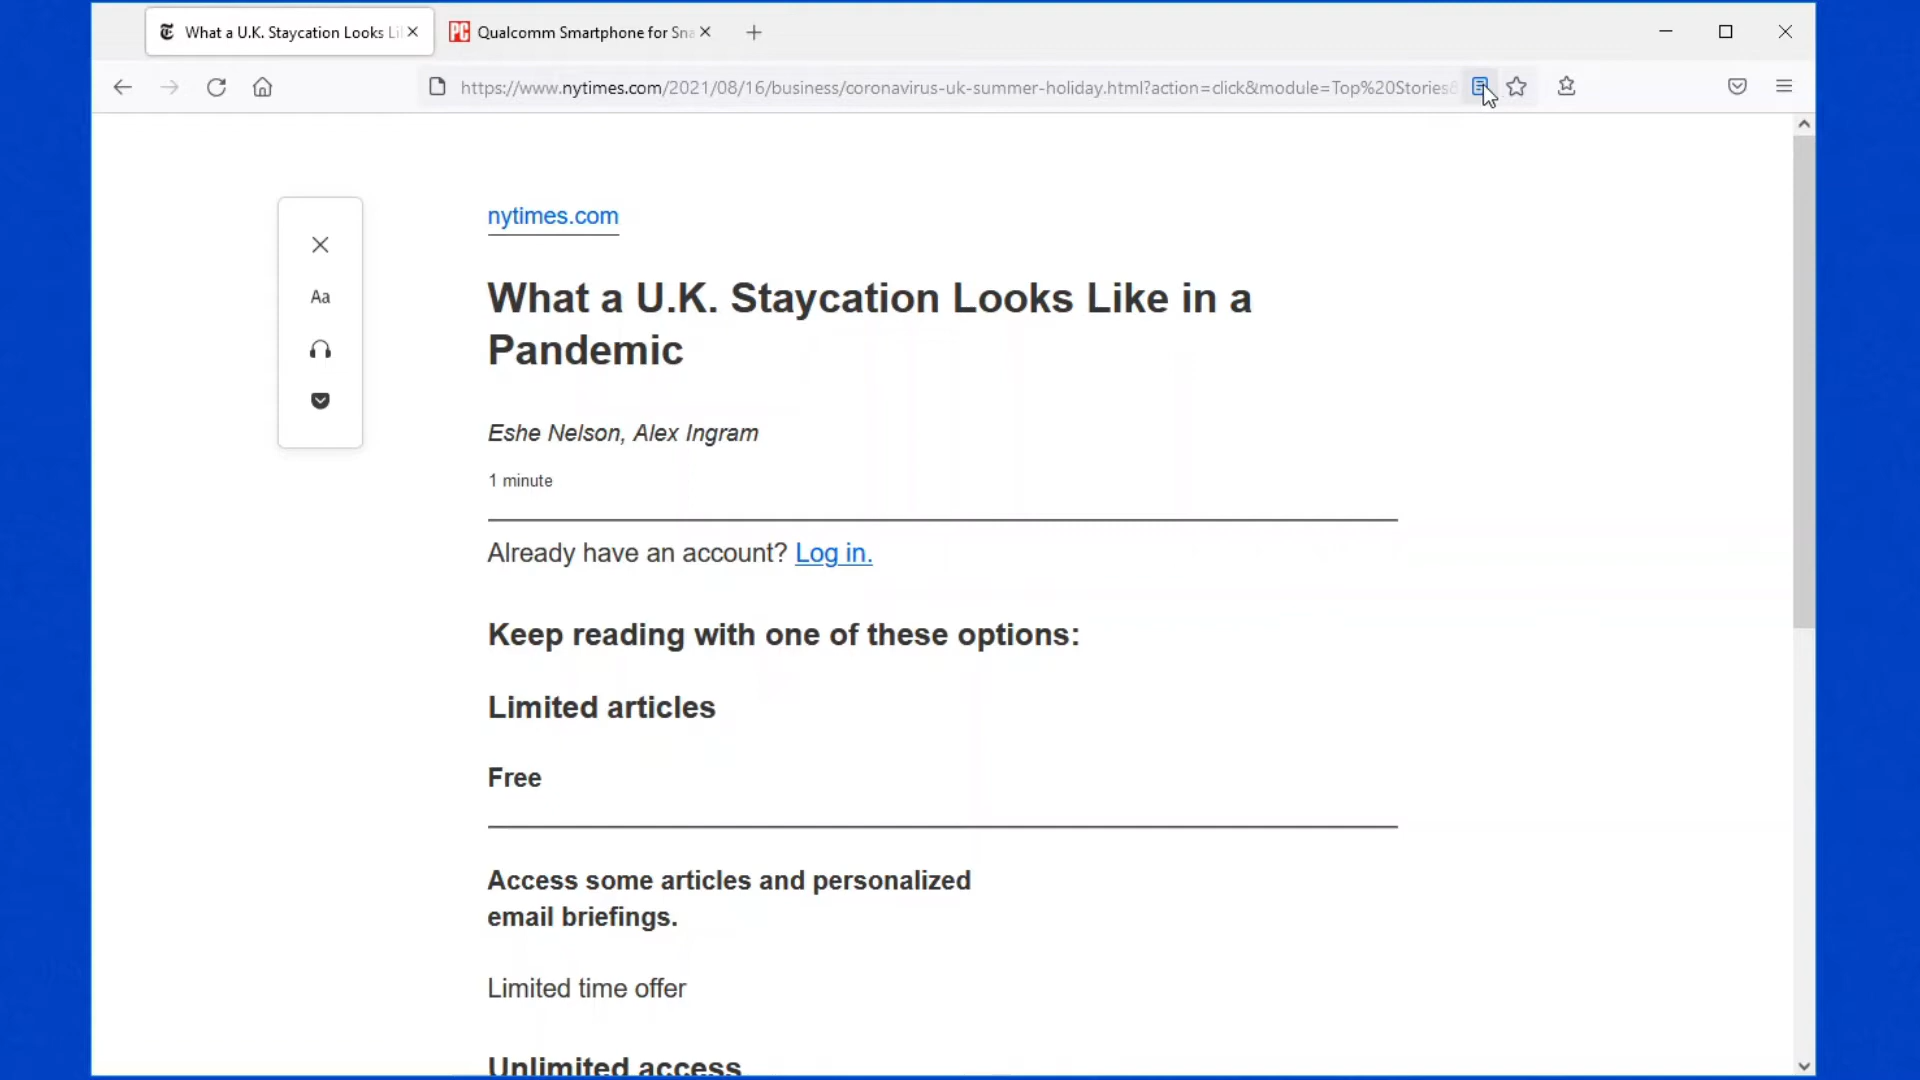 What a U.K. Staycation Looks Li
PC Qualcomm Smartphone for Sna
https://www.nytimes.com/2021/08/16/business/coronavirus-uk-summer-holiday.html?action=click&module=Top%20Stories
nytimes.com
What a U.K. Staycation Looks Like in a
Pandemic
Aa
Eshe Nelson, Alex Ingram
1 minute
Already have an account? Log in.
Keep reading with one of these options:
Limited articles
Free
Access some articles and personalized
email briefings.
Limited time offer
Unlimited access